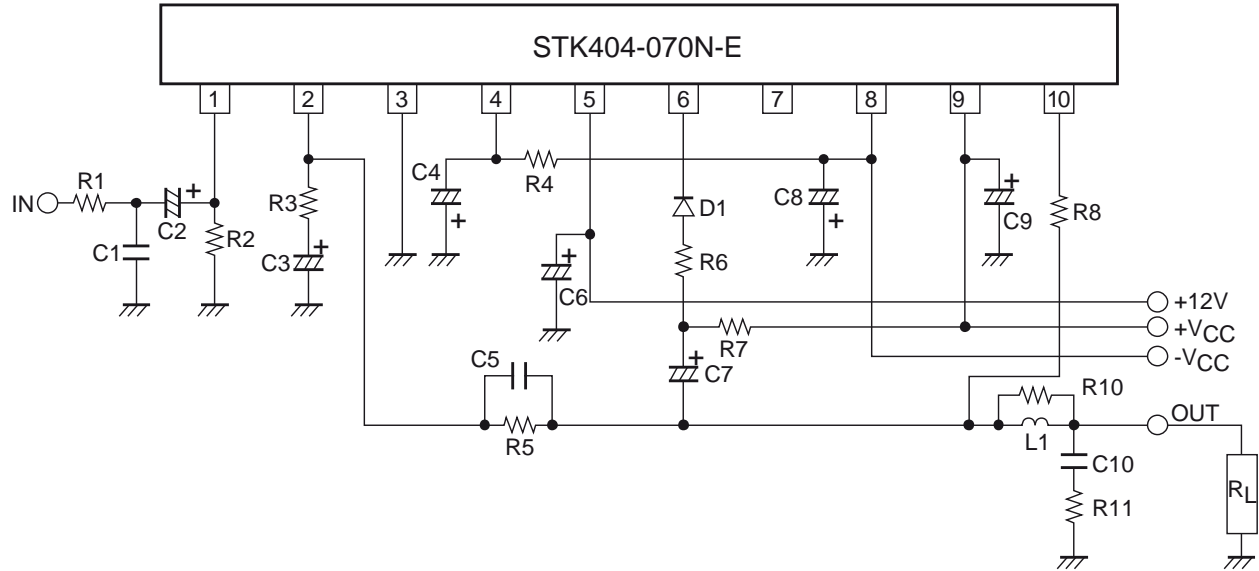 STK404-070N-E
1 2 3 4 5 6 7 8 9 10
C4
R4
R1
IN
C2
C1
R2
R3
C3
D1
C8
C9
R8
R6
C6
+12V
+VCC
-VCC
R7
C5
C7
R5
R10
OUT
L1
C10
R11
RL